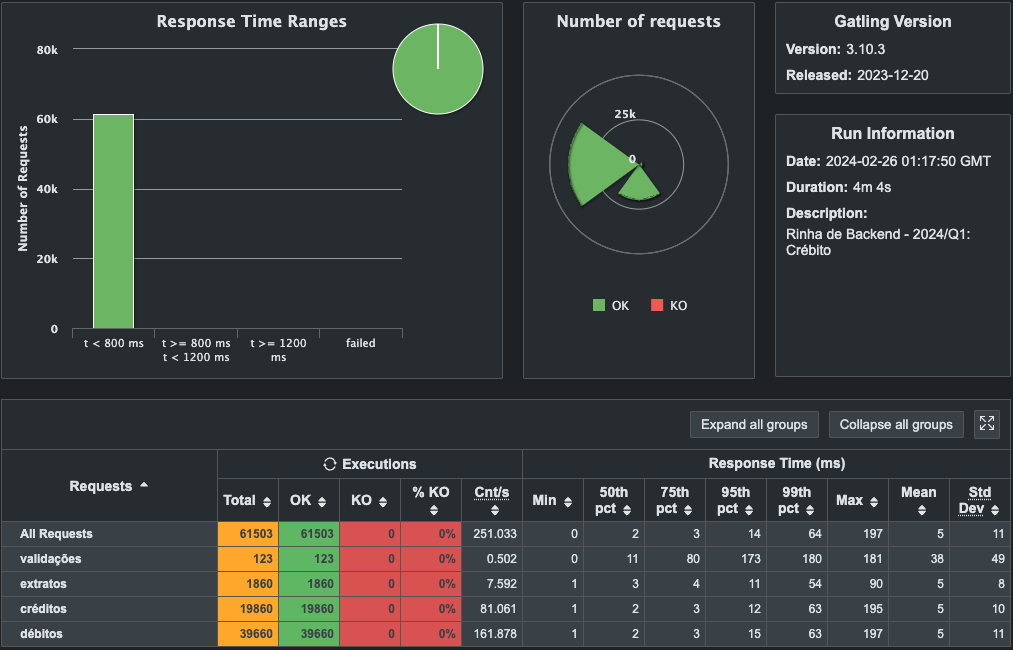 Response Time Ranges
80k
60k
40k
20k
0
Number of Requests
t < 800 ms
t >= 800 ms
t < 1200 ms
t >= 1200
ms
failed
Number of requests
25k
0
OK
KO
Gatling Version
Version: 3.10.3
Released: 2023-12-20
Run Information
Date: 2024-02-26 01:17:50 GMT
Duration: 4m 4s
Description:
Rinha de Backend - 2024/Q1:
Crébito
Expand all groups Collapse all groups
Requests Executions Response Time (ms)
Total OK KO % KO Cnt/s Min 50th pct 75th pct 95th pct 99th pct Max Mean Std Dev
All Requests 61503 61503 0 0% 251.033 0 2 3 14 64 197 5 11
validações 123 123 0 0% 0.502 0 11 80 173 180 181 38 49
extratos 1860 1860 0 0% 7.592 1 3 4 11 54 90 5 8
créditos 19860 19860 0 0% 81.061 1 2 3 12 63 195 5 10
débitos 39660 39660 0 0% 161.878 1 2 3 15 63 197 5 11